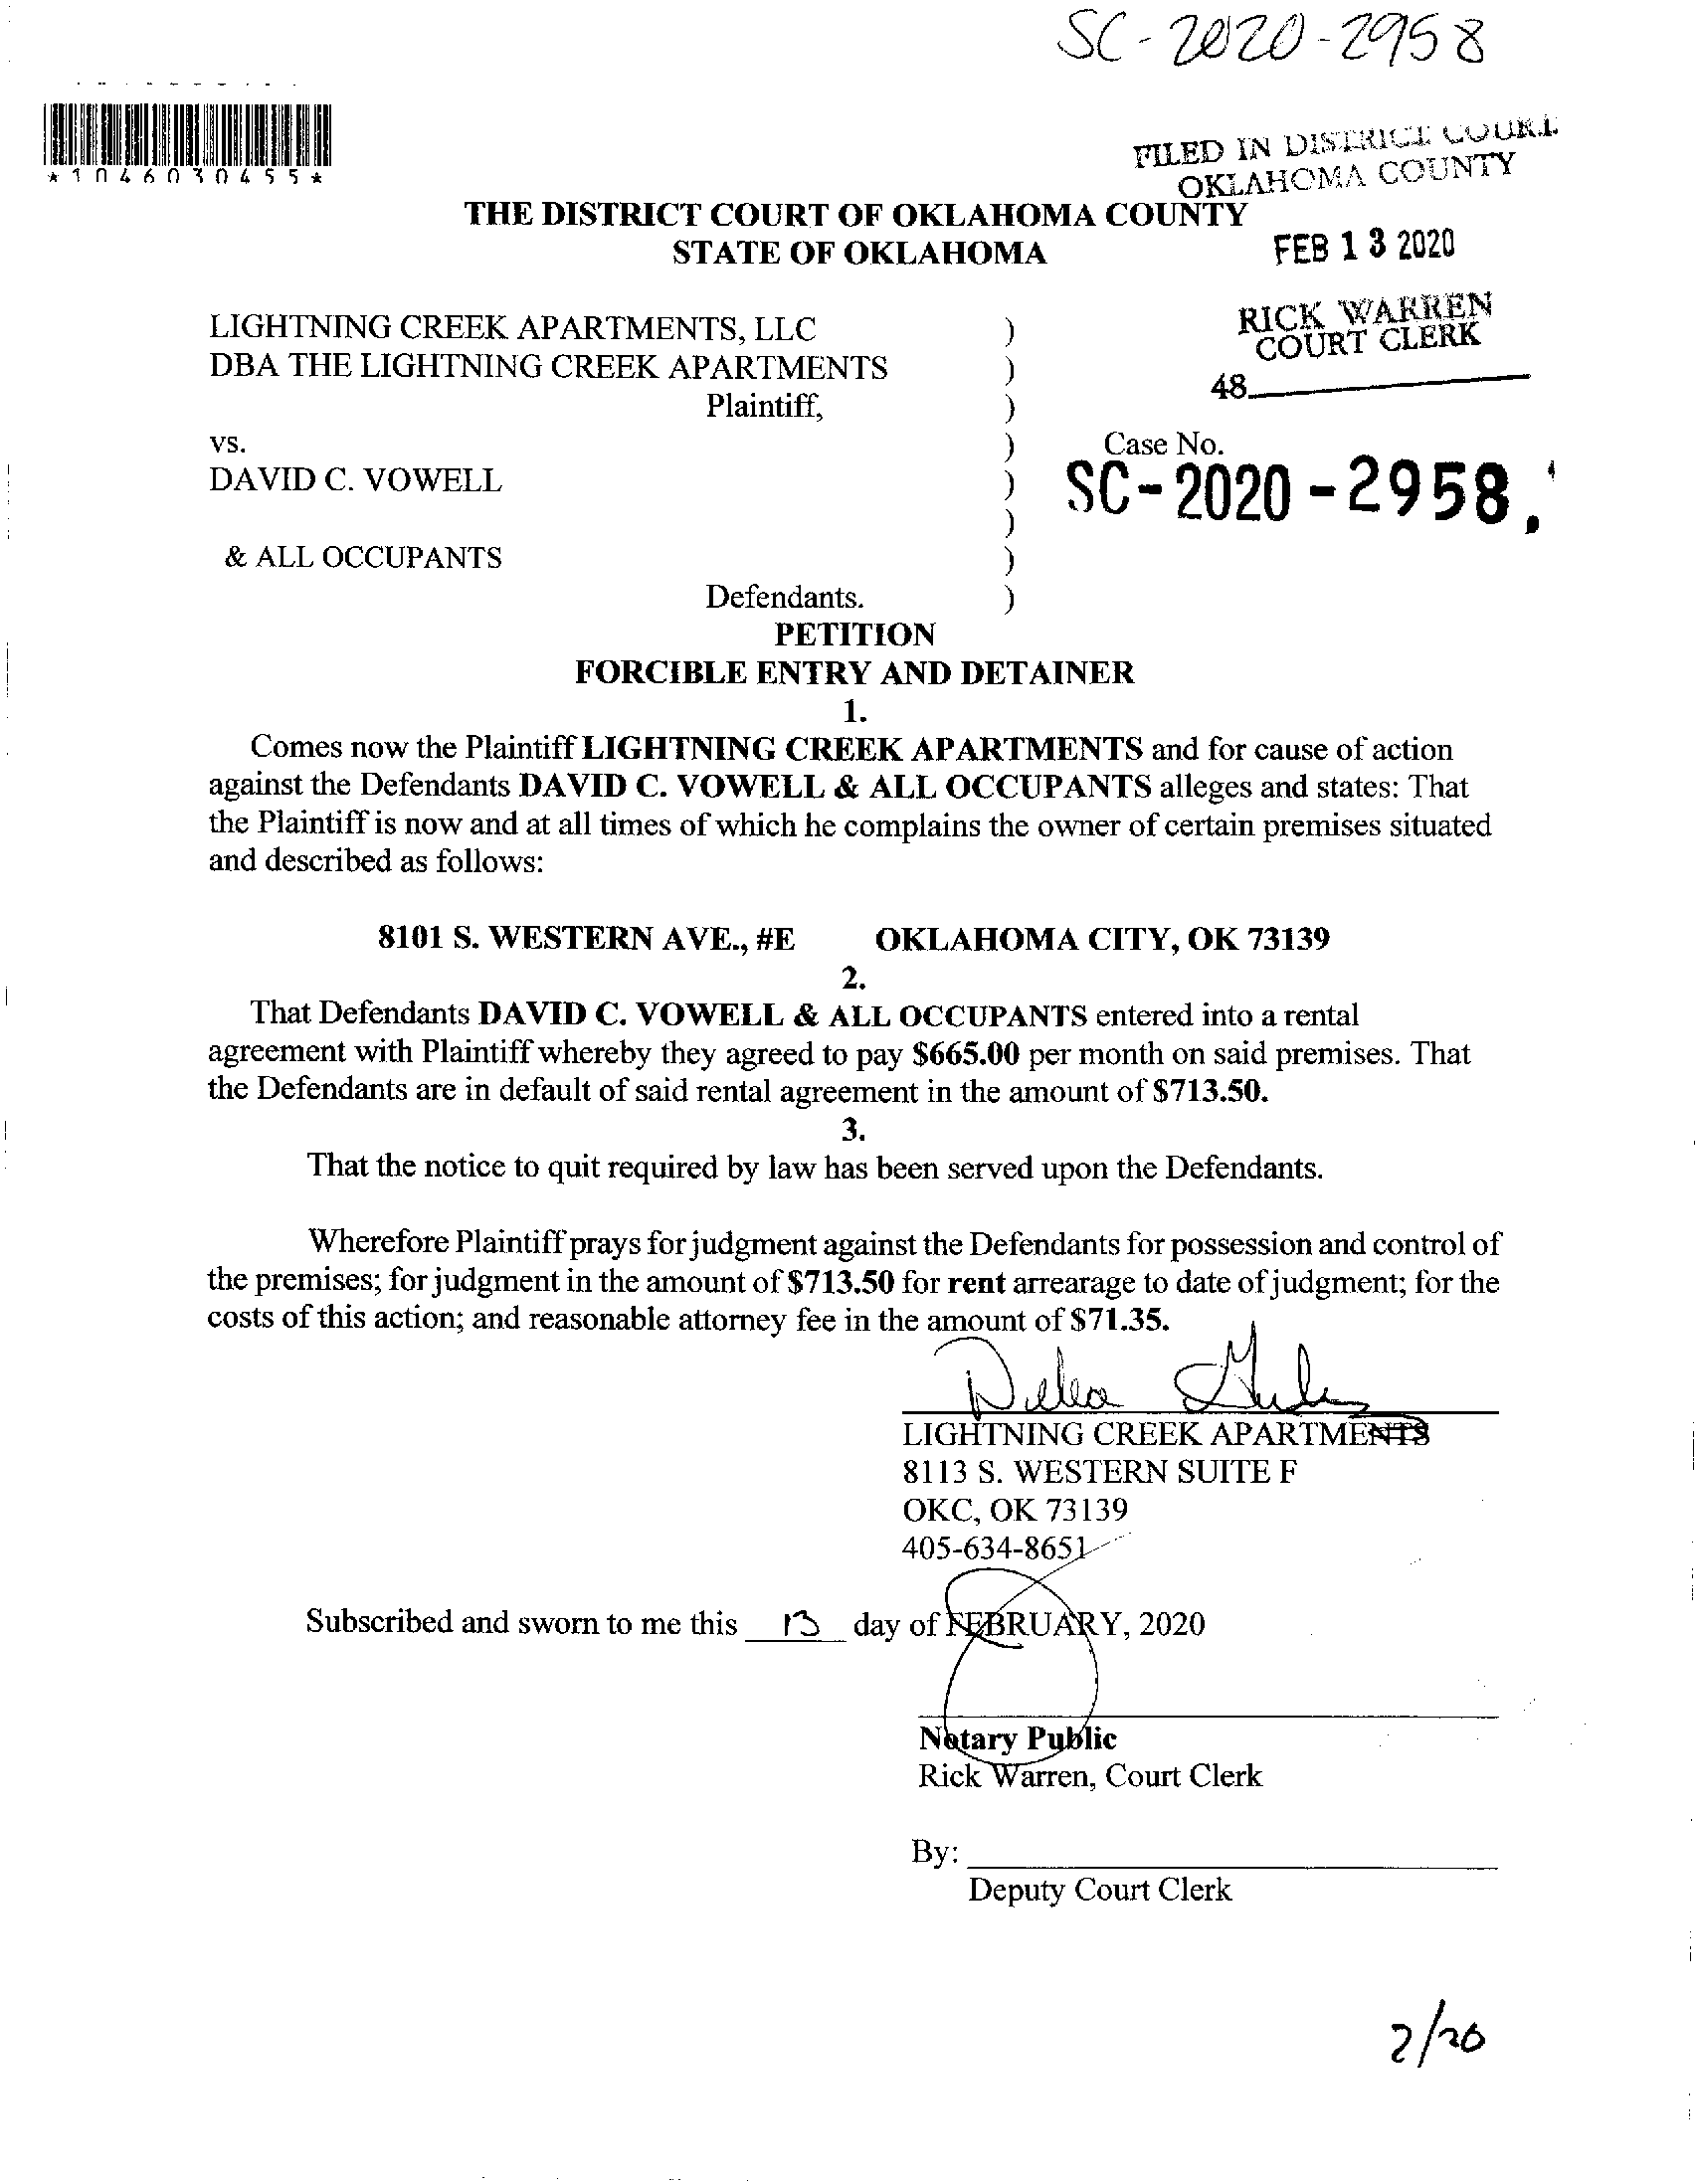 SC-2020-2958
*1046030455*
FILED IN DISTRICT COURT
OKLAHOMA COUNTY
THE DISTRICT COURT OF OKLAHOMA COUNTY
STATE OF OKLAHOMA
FEB 13 2020
LIGHTNING CREEK APARTMENTS, LLC )
RICK WARREN
COURT CLERK
DBA THE LIGHTNING CREEK APARTMENTS )
48
Plaintiff, )
vs. ) Case No.
DAVID C. VOWELL ) SC-2020-2958
)
& ALL OCCUPANTS )
Defendants. )
PETITION
FORCIBLE ENTRY AND DETAINER
1.
Comes now the Plaintiff LIGHTNING CREEK APARTMENTS and for cause of action
against the Defendants DAVID C. VOWELL & ALL OCCUPANTS alleges and states: That
the Plaintiff is now and at all times of which he complains the owner of certain premises situated
and described as follows:
8101 S. WESTERN AVE., #E OKLAHOMA CITY, OK 73139
2.
That Defendants DAVID C. VOWELL & ALL OCCUPANTS entered into a rental
agreement with Plaintiff whereby they agreed to pay $665.00 per month on said premises. That
the Defendants are in default of said rental agreement in the amount of $713.50.
3.
That the notice to quit required by law has been served upon the Defendants.
Wherefore Plaintiff prays for judgment against the Defendants for possession and control of
the premises; for judgment in the amount of $713.50 for rent arrearage to date of judgment; for the
costs of this action; and reasonable attorney fee in the amount of $71.35.
LIGHTNING CREEK APARTMENTS
8113 S. WESTERN SUITE F
OKC, OK 73139
405-634-8651
Subscribed and sworn to me this 13 day of FEBRUARY, 2020
Notary Public
Rick Warren, Court Clerk
By:
Deputy Court Clerk
2/20